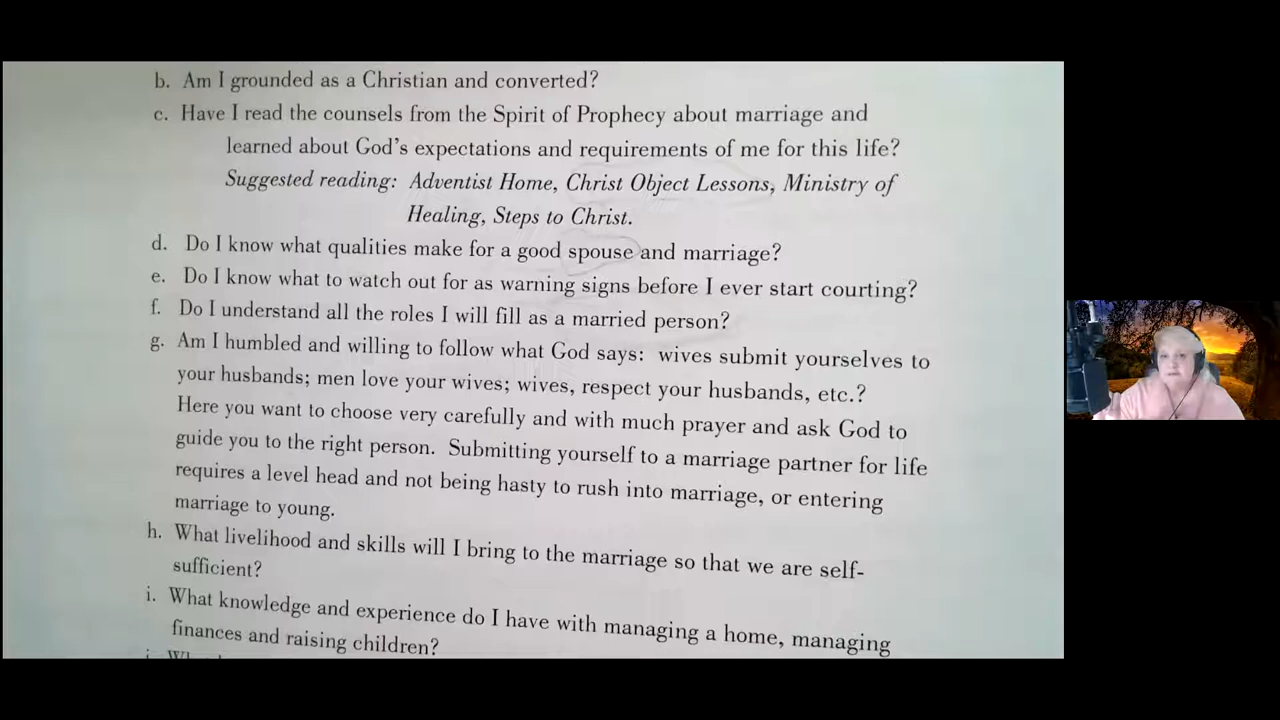 b. Am I grounded as a Christian and converted?
c. Have I read the counsels from the Spirit of Prophecy about marriage and
learned about God's expectations and requirements of me for this life?
Suggested reading: Adventist Home, Christ Object Lessons, Ministry of
Healing, Steps to Christ.
d. Do I know what qualities make for a good spouse and marriage?
e. Do I know what to watch out for as warning signs before I ever start courting?
f. Do I understand all the roles I will fill as a married person?
g. Am I humbled and willing to follow what God says: wives submit yourselves to
your husbands; men love your wives; wives, respect your husbands, etc.?
Here you want to choose very carefully and with much prayer and ask God to
guide you to the right person. Submitting yourself to a marriage partner for life
requires a level head and not being hasty to rush into marriage, or entering
marriage to young.
h. What livelihood and skills will I bring to the marriage so that we are self-
sufficient?
i. What knowledge and experience do I have with managing a home, managing
finances and raising children?